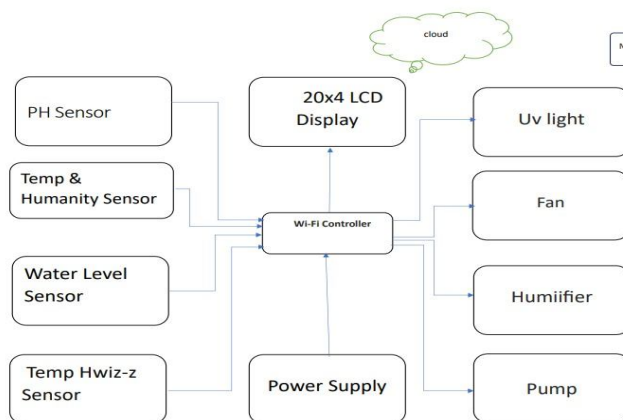 cloud
PH Sensor
20x4 LCD
Display
Uv light
Temp &
Humanity Sensor
Fan
Wi-Fi Controller
Water Level
Sensor
Humiifier
Temp Hwiz-z
Sensor
Power Supply
Pump